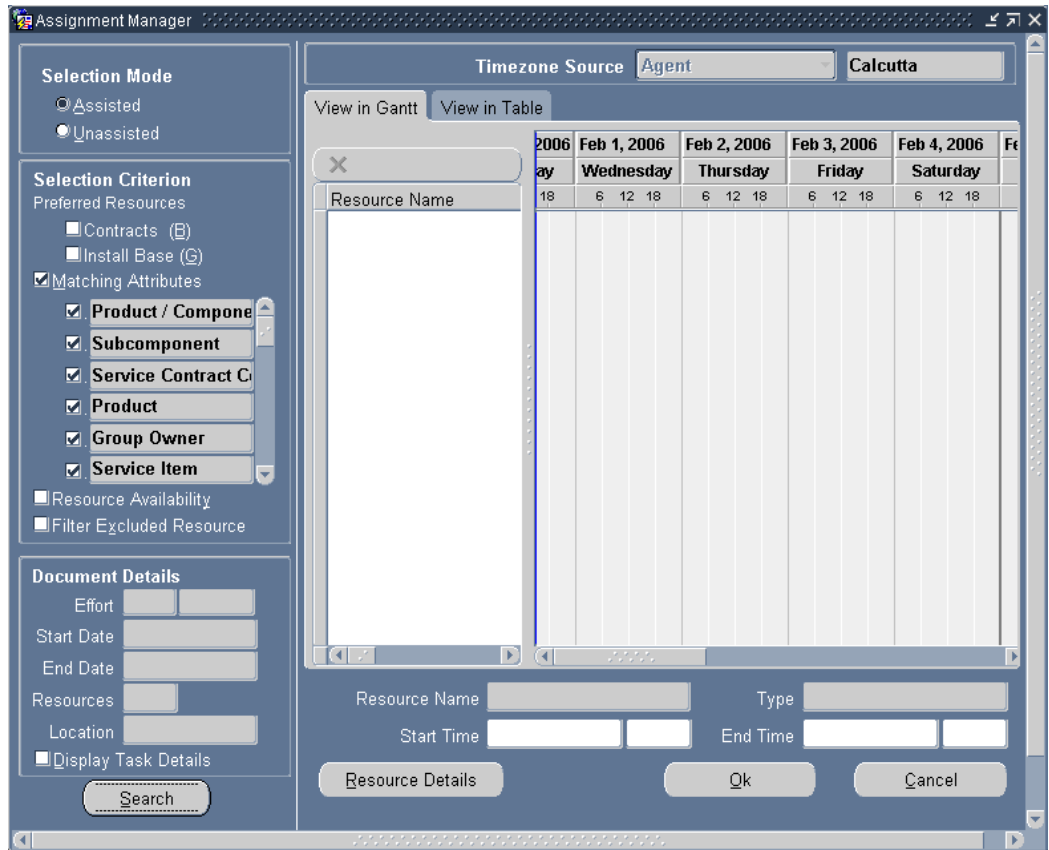 Assignment Manager
Selection Mode
Assisted
Unassisted
Selection Criterion
Preferred Resources
Contracts (B)
Install Base (G)
Matching Attributes
Product / Compone
Subcomponent
Service Contract C
Product
Group Owner
Service Item
Resource Availability
Filter Excluded Resource
Document Details
Effort
Start Date
End Date
Resources
Location
Display Task Details
Search
Timezone Source Agent Calcutta
View in Gantt View in Table
2006 Feb 1, 2006 Feb 2, 2006 Feb 3, 2006 Feb 4, 2006 Fe
ay Wednesday Thursday Friday Saturday
Resource Name 18 6 12 18 6 12 18 6 12 18 6 12 18
Resource Name Type
Start Time End Time
Resource Details Ok Cancel